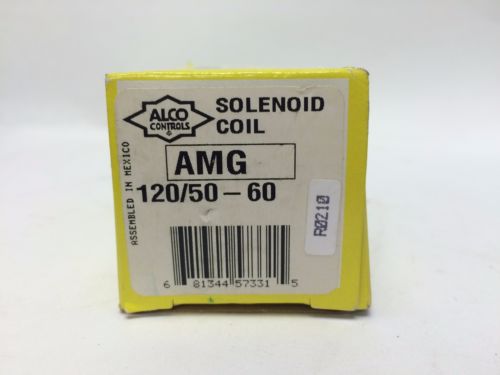 ALCO
CONTROLS
SOLENOID
COIL
AMG
120/50-60
ASSEMBLED IN MEXICO
R0210
6 81344 57331 5